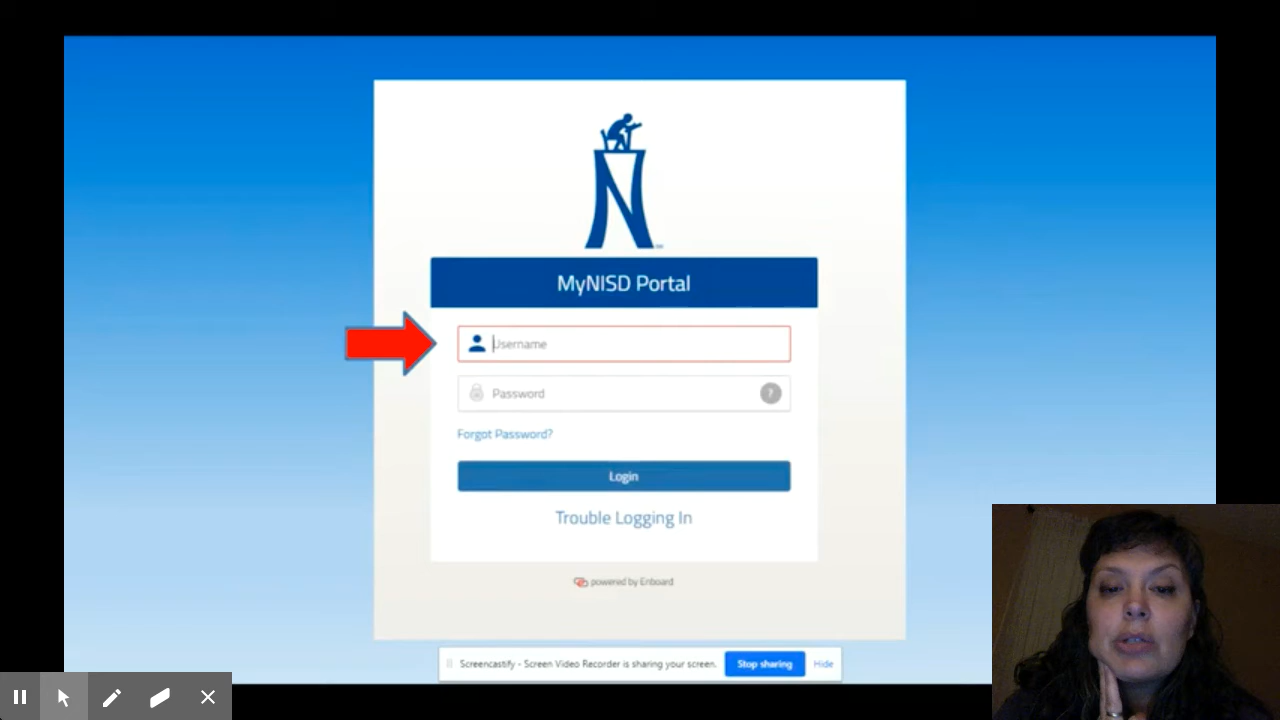 N
MyNISD Portal
Username
Password
?
Forgot Password?
Login
Trouble Logging In
powered by Enboard
Screencastify - Screen Video Recorder is sharing your screen.
Stop sharing
Hide